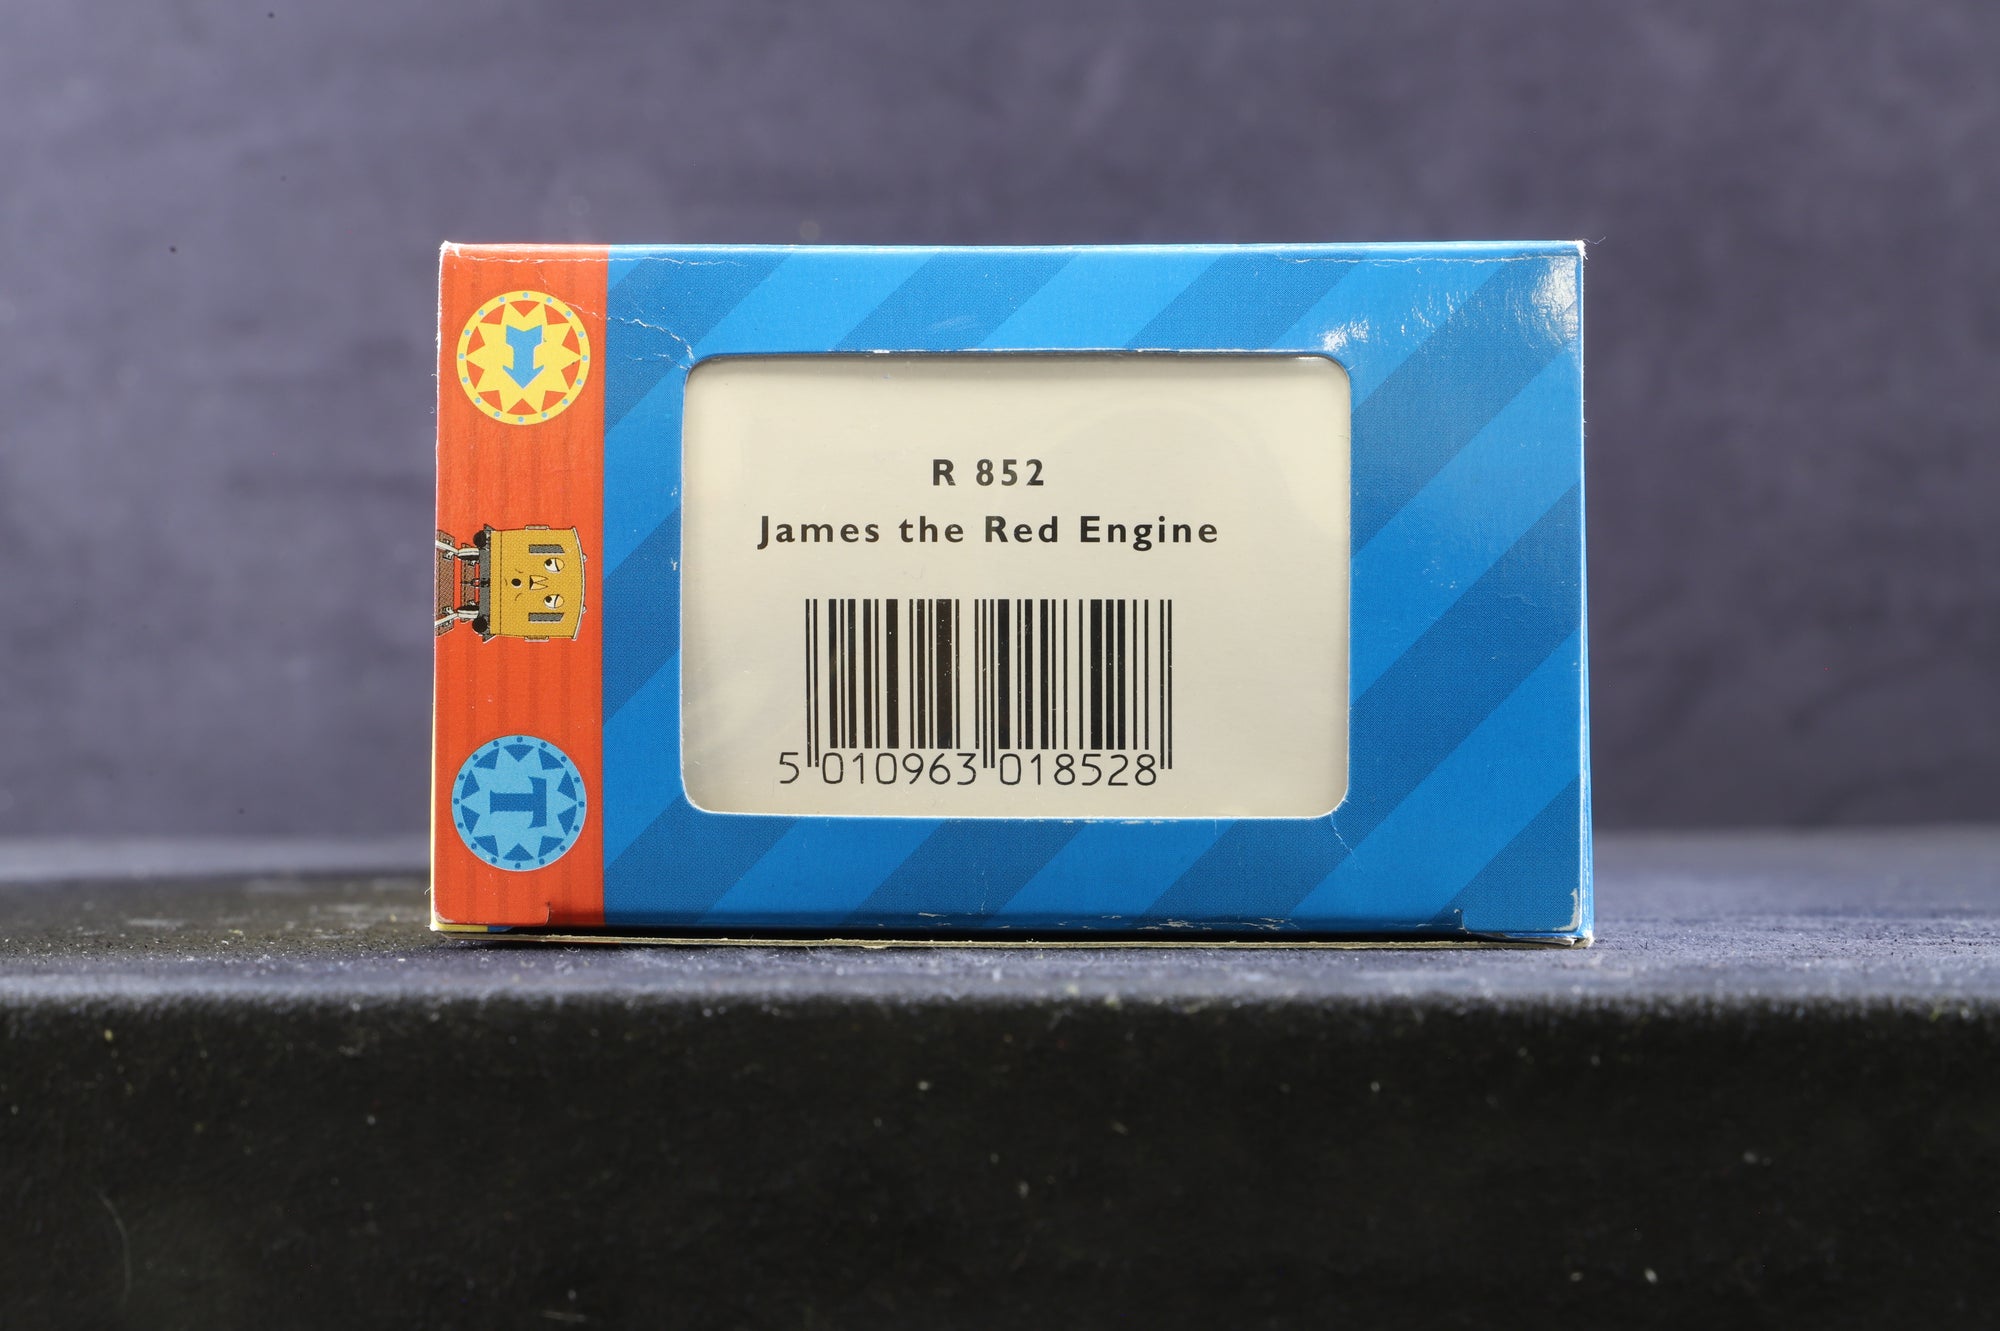 R 852
James the Red Engine
5 010963 018528
T